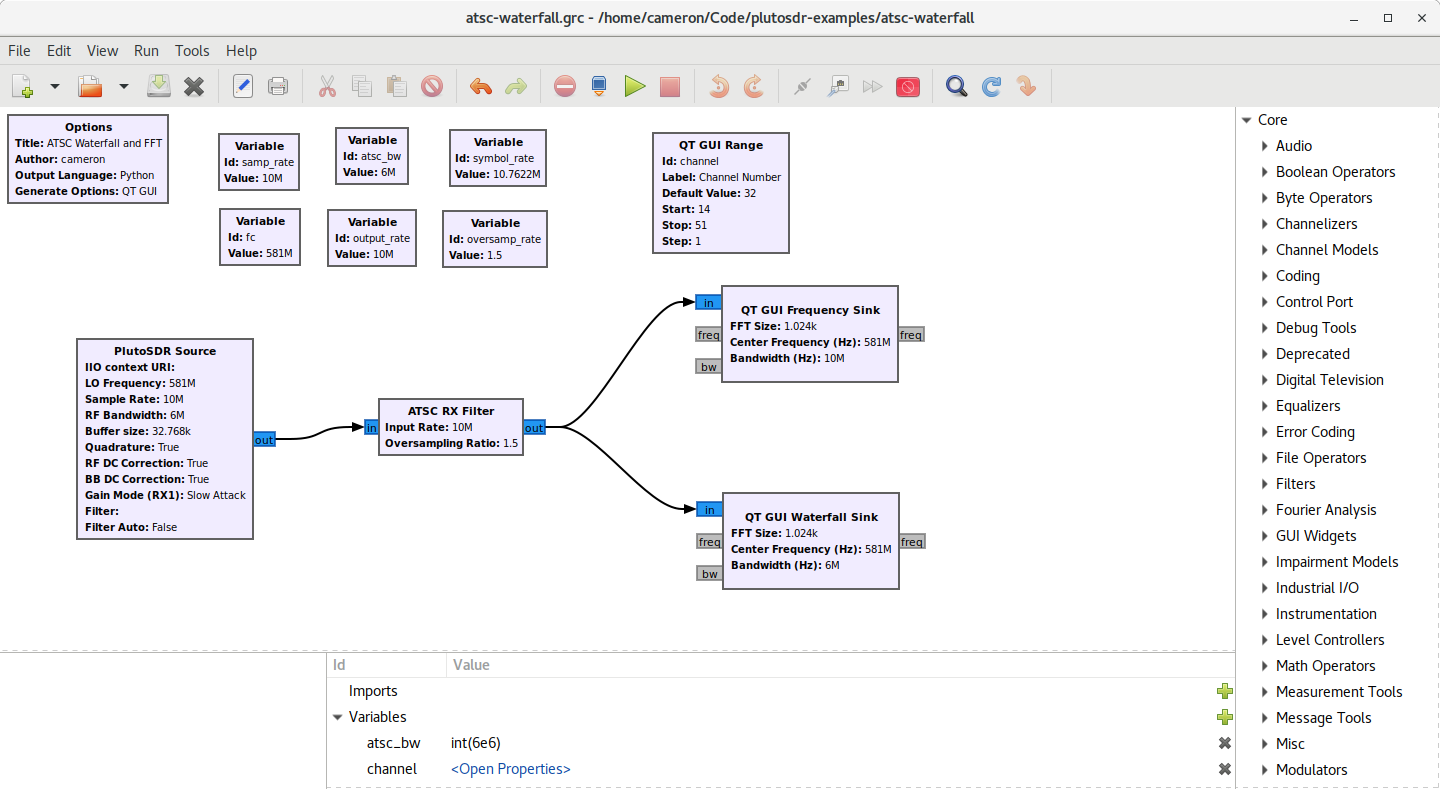 atsc-waterfall.grc - /home/cameron/Code/plutosdr-examples/atsc-waterfall
File Edit View Run Tools Help
Options
Title: ATSC Waterfall and FFT
Author: cameron
Output Language: Python
Generate Options: QT GUI
Variable
Id: samp_rate
Value: 10M
Variable
Id: atsc_bw
Value: 6M
Variable
Id: symbol_rate
Value: 10.7622M
QT GUI Range
Id: channel
Label: Channel Number
Default Value: 32
Start: 14
Stop: 51
Step: 1
Variable
Id: fc
Value: 581M
Variable
Id: output_rate
Value: 10M
Variable
Id: oversamp_rate
Value: 1.5
PlutoSDR Source
IIO context URI:
LO Frequency: 581M
Sample Rate: 10M
RF Bandwidth: 6M
Buffer size: 32.768k
Quadrature: True
RF DC Correction: True
BB DC Correction: True
Gain Mode (RX1): Slow Attack
Filter:
Filter Auto: False
out
in
ATSC RX Filter
Input Rate: 10M
Oversampling Ratio: 1.5
out
in
freq
bw
QT GUI Frequency Sink
FFT Size: 1.024k
Center Frequency (Hz): 581M
Bandwidth (Hz): 10M
freq
in
freq
bw
QT GUI Waterfall Sink
FFT Size: 1.024k
Center Frequency (Hz): 581M
Bandwidth (Hz): 6M
freq
Core
Audio
Boolean Operators
Byte Operators
Channelizers
Channel Models
Coding
Control Port
Debug Tools
Deprecated
Digital Television
Equalizers
Error Coding
File Operators
Filters
Fourier Analysis
GUI Widgets
Impairment Models
Industrial I/O
Instrumentation
Level Controllers
Math Operators
Measurement Tools
Message Tools
Misc
Modulators
Id Value
Imports
Variables
atsc_bw int(6e6)
channel <Open Properties>